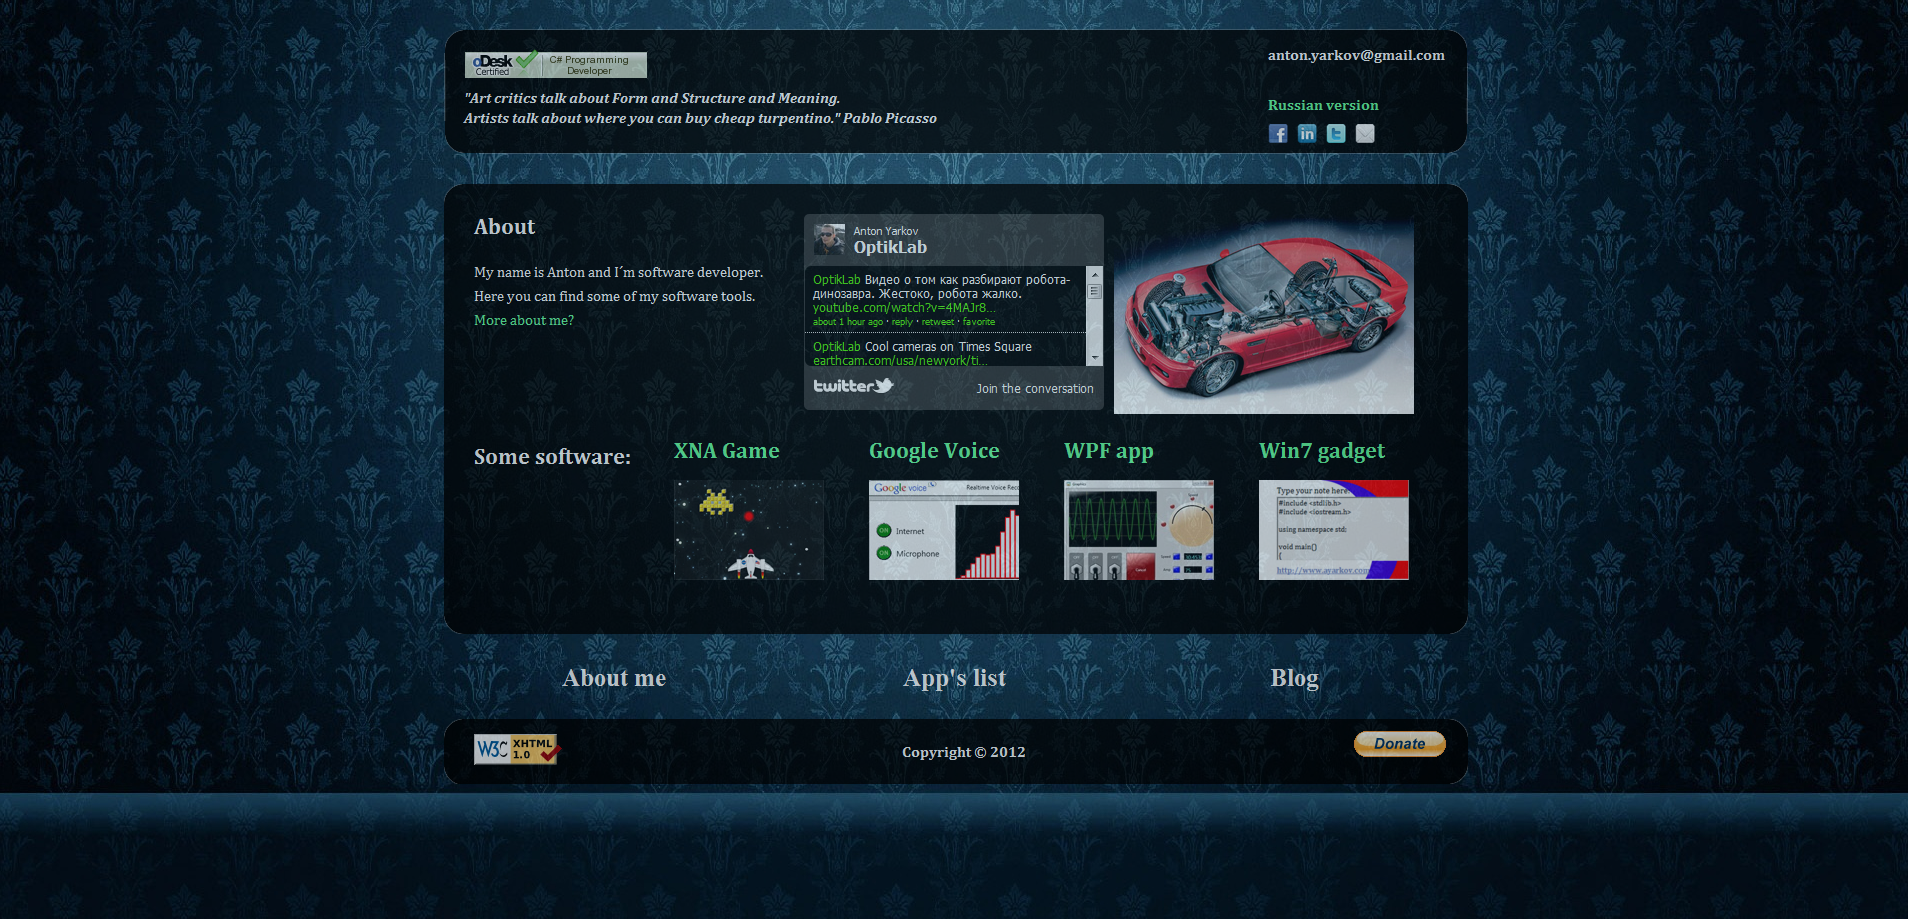 oDesk
Certified
C# Programming
Developer
"Art critics talk about Form and Structure and Meaning.
Artists talk about where you can buy cheap turpentino." Pablo Picasso
anton.yarkov@gmail.com
Russian version
About
My name is Anton and I´m software developer.
Here you can find some of my software tools.
More about me?
Anton Yarkov
OptikLab
OptikLab Видео о том как разбирают робота-
динозавра. Жестоко, робота жалко.
youtube.com/watch?v=4MAJr8…
about 1 hour ago · reply · retweet · favorite
OptikLab Cool cameras on Times Square
earthcam.com/usa/newyork/ti…
twitter
Join the conversation
Some software:
XNA Game
Google Voice
WPF app
Win7 gadget
Google voice
Realtime Voice Reco
ON Internet
ON Microphone
Speed
Type your note here:
#include <stdlib.h>
#include <iostream.h>
using namespace std;
void main()
{
http://www.ayarkov.com
About me
App's list
Blog
W3C XHTML
1.0
Copyright © 2012
Donate